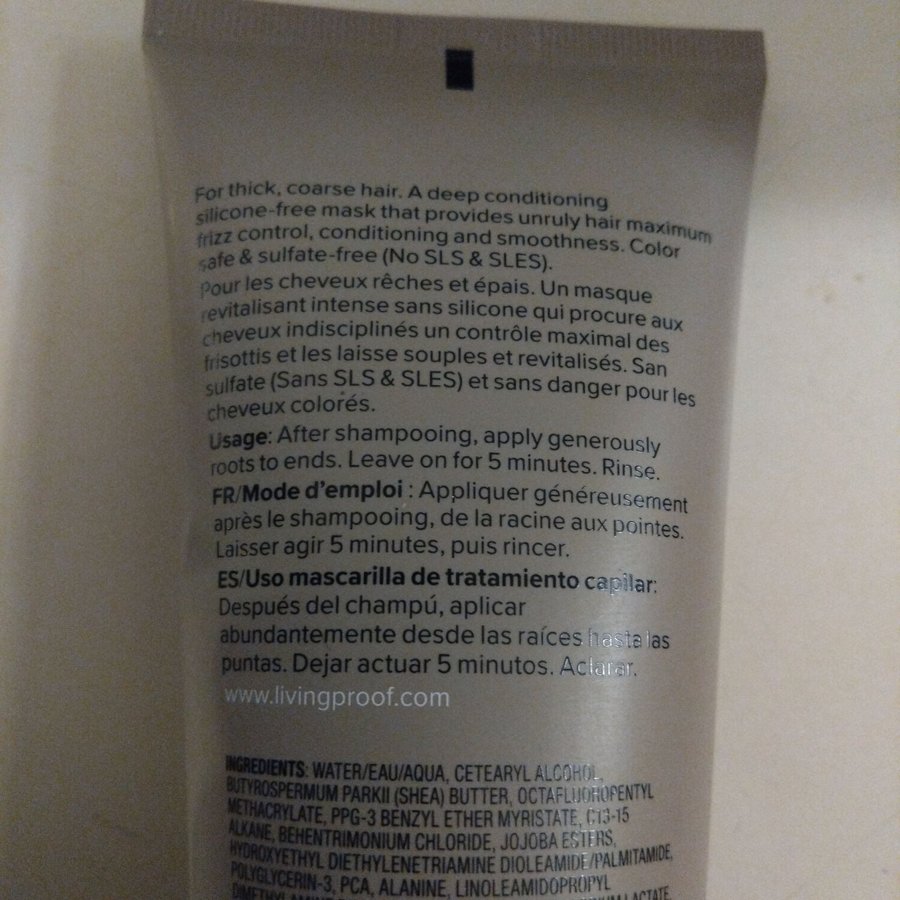 For thick, coarse hair. A deep conditioning
silicone-free mask that provides unruly hair maximum
frizz control, conditioning and smoothness. Color
safe & sulfate-free (No SLS & SLES).
Pour les cheveux rêches et épais. Un masque
revitalisant intense sans silicone qui procure aux
cheveux indisciplinés un contrôle maximal des
frisottis et les laisse souples et revitalisés. San
sulfate (Sans SLS & SLES) et sans danger pour les
cheveux colorés.
Usage: After shampooing, apply generously
roots to ends. Leave on for 5 minutes. Rinse.
FR/Mode d'emploi : Appliquer généreusement
après le shampooing, de la racine aux pointes.
Laisser agir 5 minutes, puis rincer.
ES/Uso mascarilla de tratamiento capilar:
Después del champú, aplicar
abundantemente desde las raíces hasta las
puntas. Dejar actuar 5 minutos. Aclarar.
www.livingproof.com
INGREDIENTS: WATER/EAU/AQUA, CETEARYL ALCOHOL,
BUTYROSPERMUM PARKII (SHEA) BUTTER, OCTAFLUOROPENTYL
METHACRYLATE, PPG-3 BENZYL ETHER MYRISTATE, C13-15
ALKANE, BEHENTRIMONIUM CHLORIDE, JOJOBA ESTERS,
HYDROXYETHYL DIETHYLENETRIAMINE DIOLEAMIDE/PALMITAMIDE,
POLYGLYCERIN-3, PCA, ALANINE, LINOLEAMIDOPROPYL
LACTATE,